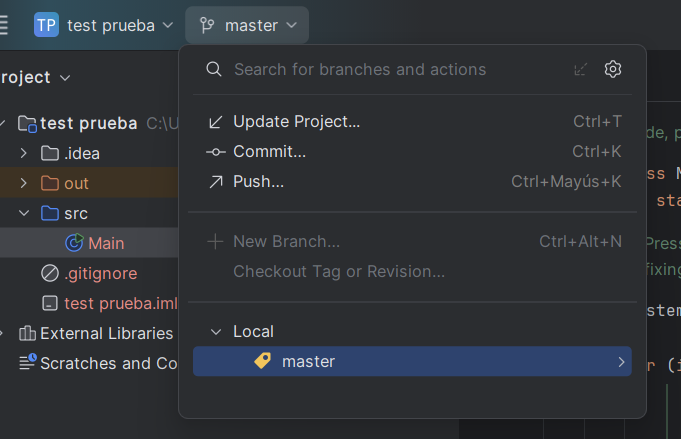 TP test prueba master
Search for branches and actions
roject
Update Project... Ctrl+T
test prueba C:\U
Commit... Ctrl+K
.idea
Push... Ctrl+Mayús+K
out
src
New Branch... Ctrl+Alt+N
Main
Checkout Tag or Revision...
.gitignore
test prueba.iml
Local
External Libraries
master
Scratches and Co
de, p
ss M
sta
Press
fixing
stem
r (i